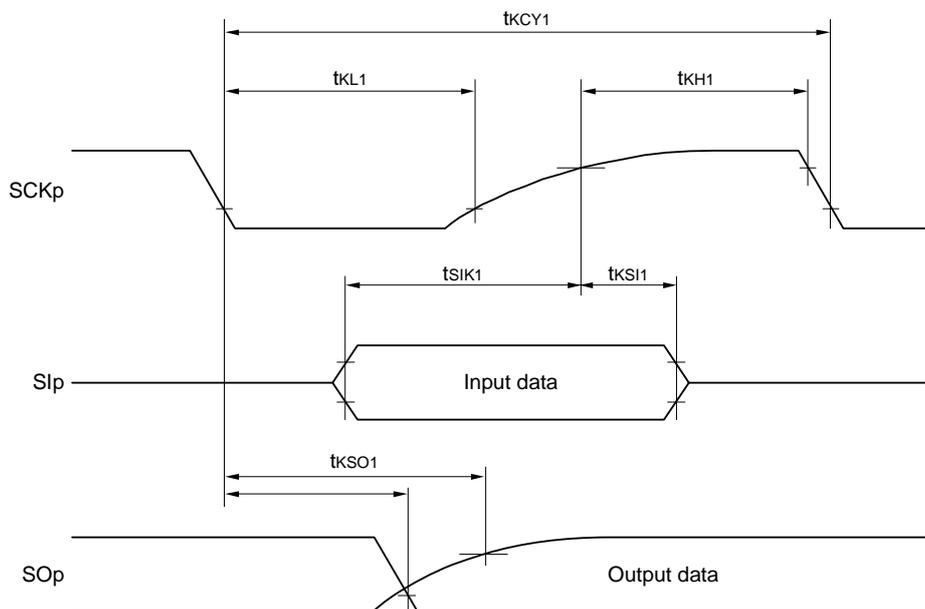 tKCY1
tKL1
tKH1
SCKp
tSIK1
tKSI1
SIp
Input data
tKSO1
SOp
Output data